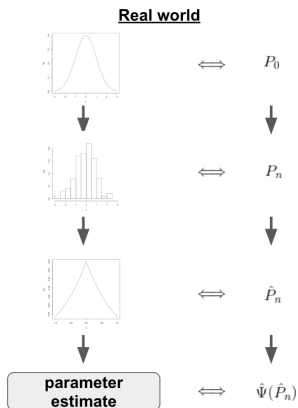 Real world
⟺ P₀
⟺ Pₙ
⟺ P̂ₙ
parameter
estimate
⟺ Ψ̂(P̂ₙ)